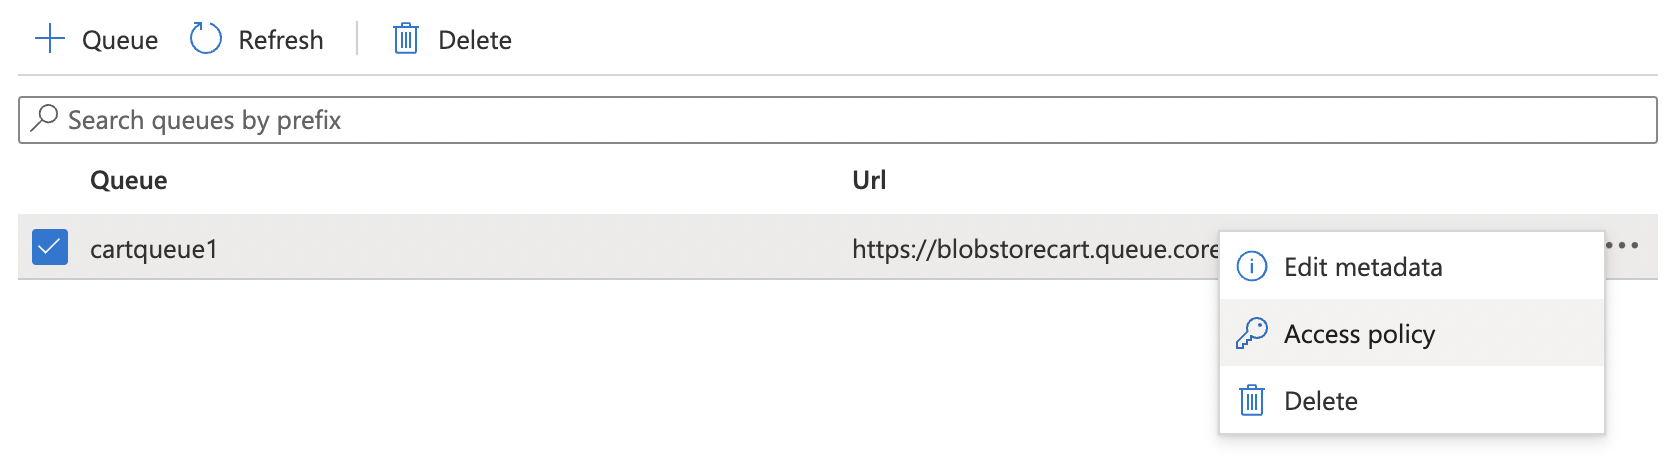 Queue Refresh Delete
Search queues by prefix
Queue Url
cartqueue1 https://blobstorecart.queue.core
Edit metadata
Access policy
Delete